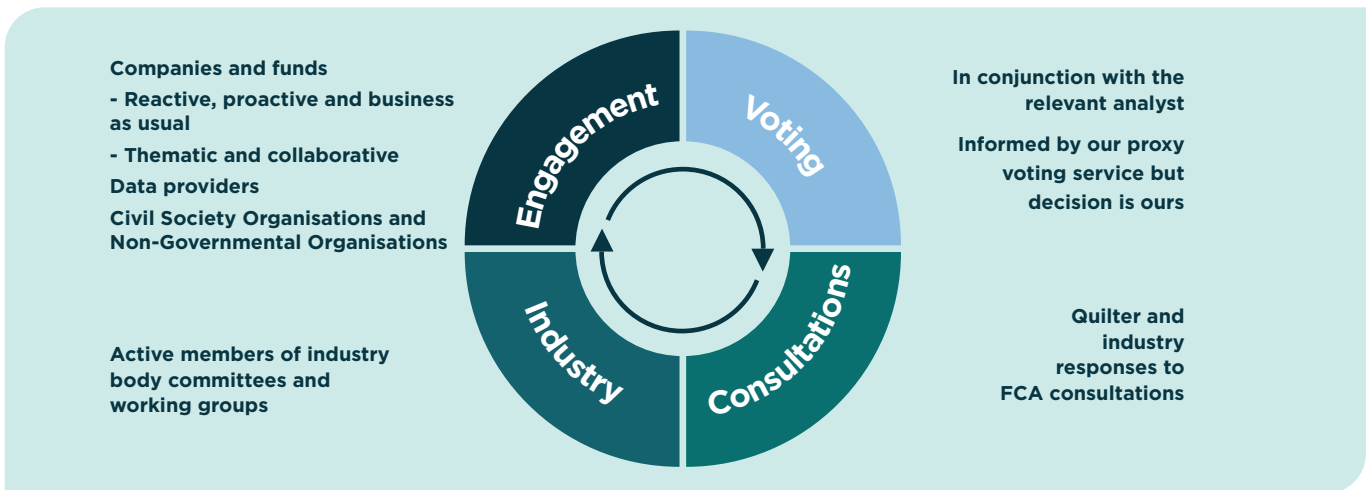 Companies and funds
- Reactive, proactive and business
as usual
- Thematic and collaborative
Data providers
Civil Society Organisations and
Non-Governmental Organisations
Engagement
Voting
In conjunction with the
relevant analyst
Informed by our proxy
voting service but
decision is ours
Active members of industry
body committees and
working groups
Industry
Consultations
Quilter and
industry
responses to
FCA consultations